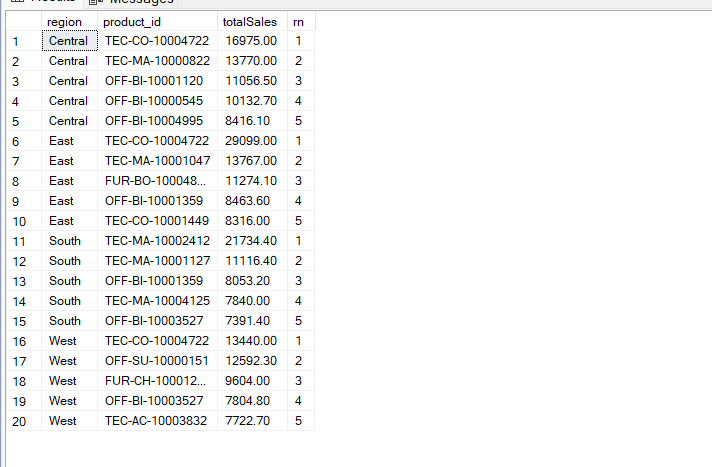 Messages
region product_id totalSales rn
1 Central TEC-CO-10004722 16975.00 1
2 Central TEC-MA-10000822 13770.00 2
3 Central OFF-BI-10001120 11056.50 3
4 Central OFF-BI-10000545 10132.70 4
5 Central OFF-BI-10004995 8416.10 5
6 East TEC-CO-10004722 29099.00 1
7 East TEC-MA-10001047 13767.00 2
8 East FUR-BO-100048... 11274.10 3
9 East OFF-BI-10001359 8463.60 4
10 East TEC-CO-10001449 8316.00 5
11 South TEC-MA-10002412 21734.40 1
12 South TEC-MA-10001127 11116.40 2
13 South OFF-BI-10001359 8053.20 3
14 South TEC-MA-10004125 7840.00 4
15 South OFF-BI-10003527 7391.40 5
16 West TEC-CO-10004722 13440.00 1
17 West OFF-SU-10000151 12592.30 2
18 West FUR-CH-100012... 9604.00 3
19 West OFF-BI-10003527 7804.80 4
20 West TEC-AC-10003832 7722.70 5